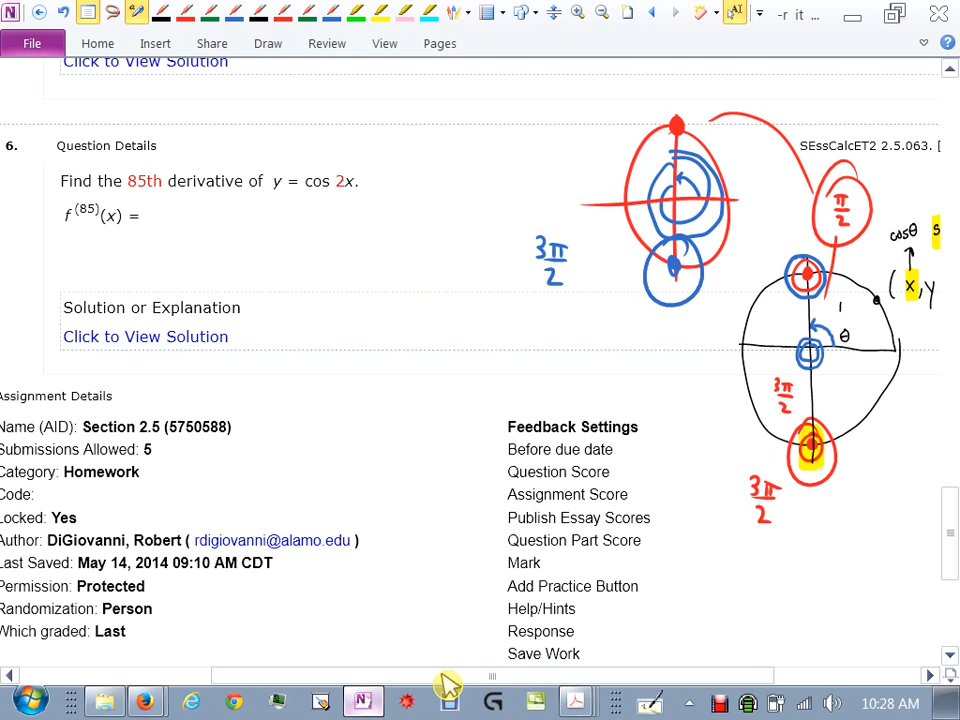 -r it ...
File Home Insert Share Draw Review View Pages
Click to View Solution
6. Question Details SEssCalcET2 2.5.063. [
Find the 85th derivative of y = cos 2x.
f^(85)(x) =
π/2
cosθ s
3π/2
(x,y
1
θ
Solution or Explanation
Click to View Solution
3π/2
3π/2
Assignment Details
Name (AID): Section 2.5 (5750588)
Submissions Allowed: 5
Category: Homework
Code:
Locked: Yes
Author: DiGiovanni, Robert ( rdigiovanni@alamo.edu )
Last Saved: May 14, 2014 09:10 AM CDT
Permission: Protected
Randomization: Person
Which graded: Last
Feedback Settings
Before due date
Question Score
Assignment Score
Publish Essay Scores
Question Part Score
Mark
Add Practice Button
Help/Hints
Response
Save Work
10:28 AM